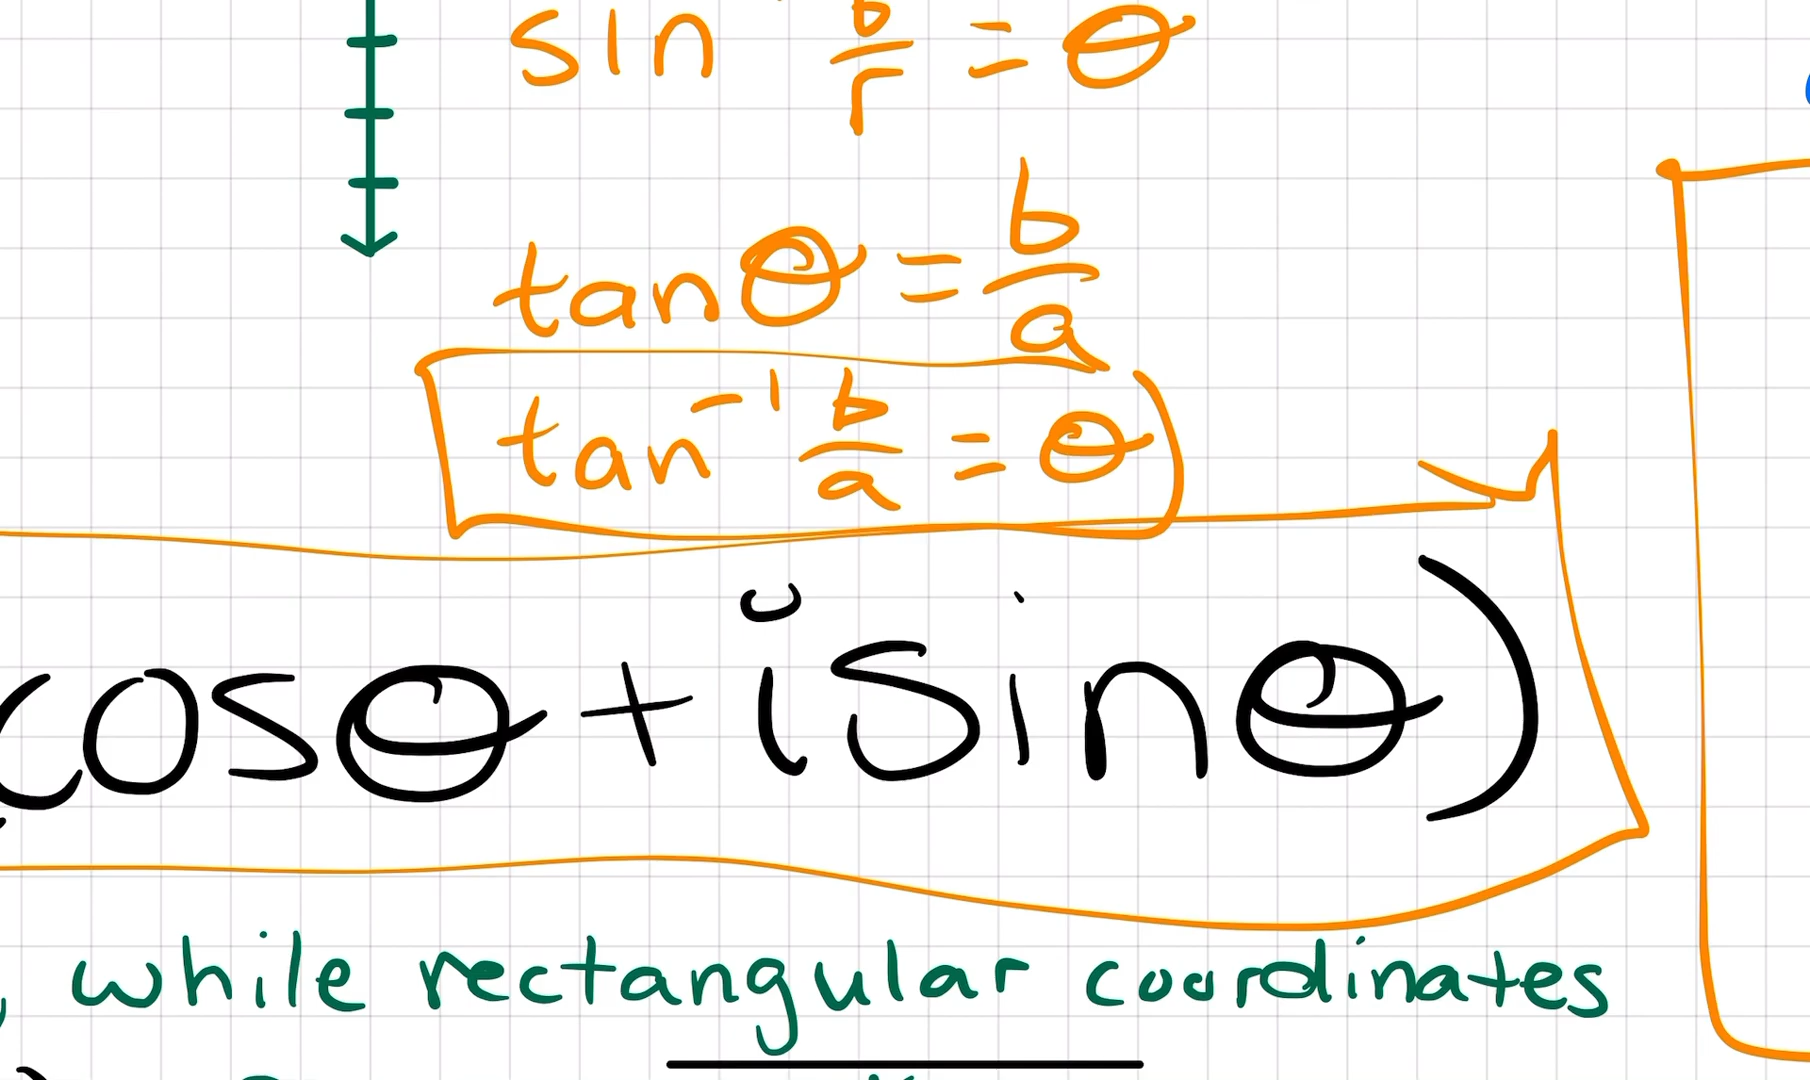 sin⁻¹ b/r = θ
tanθ = b/a
tan⁻¹ b/a = θ
cosθ + i sinθ)
, while rectangular coordinates